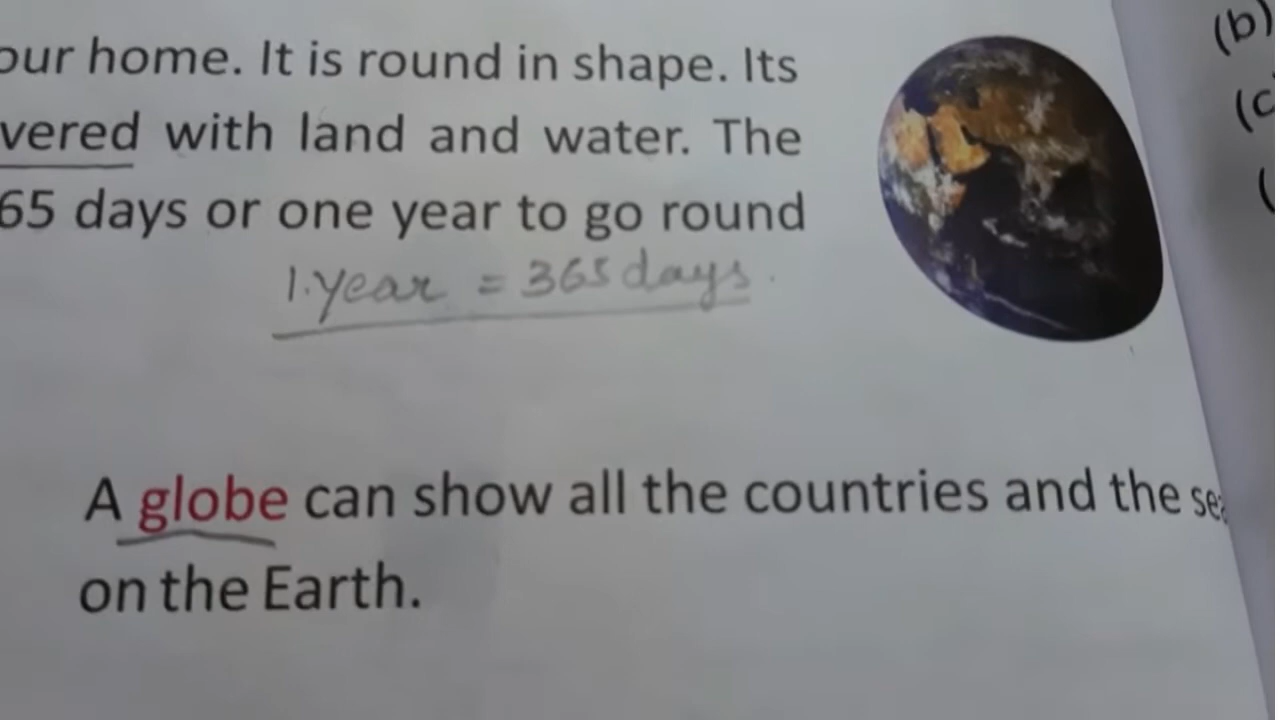 our home. It is round in shape. Its
vered with land and water. The
65 days or one year to go round
1.year = 365 days.
A globe can show all the countries and the sea
on the Earth.
(b)
(c
(